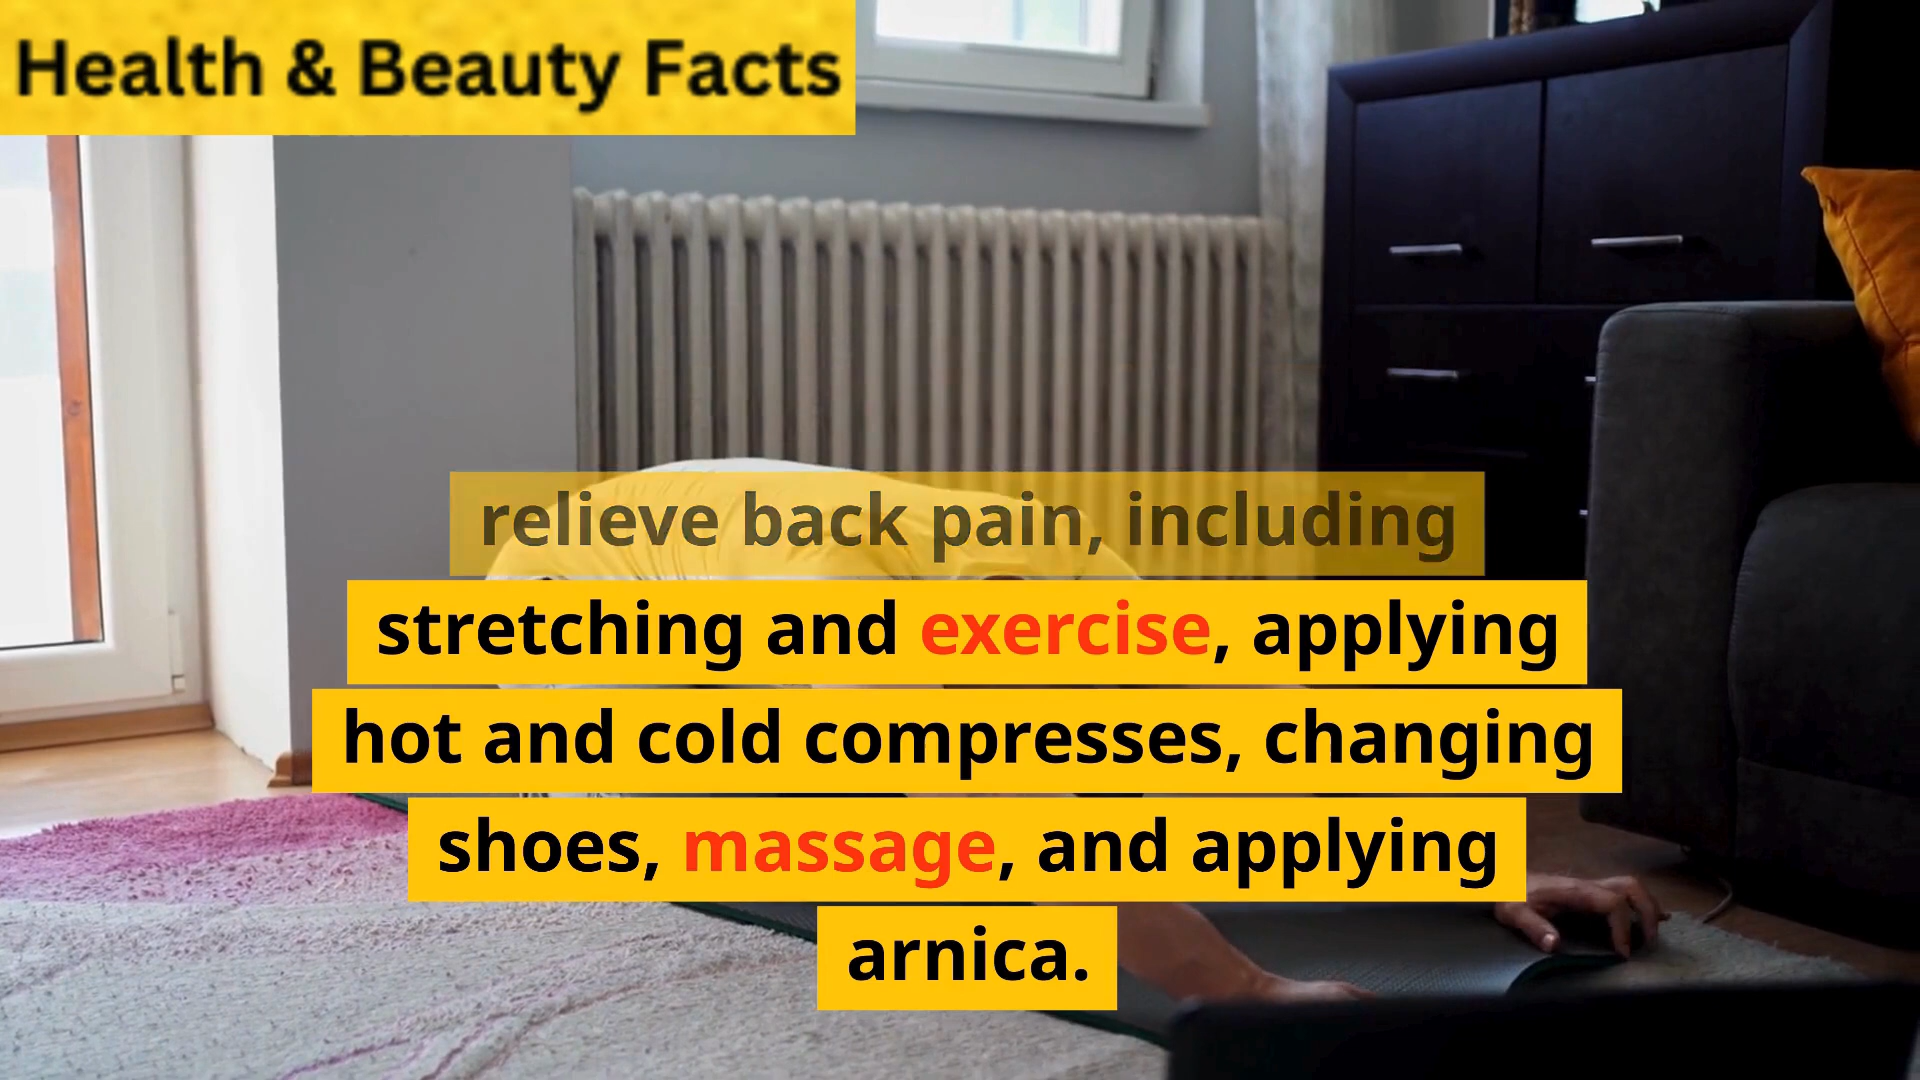 Health & Beauty Facts
relieve back pain, including
stretching and exercise, applying
hot and cold compresses, changing
shoes, massage, and applying
arnica.